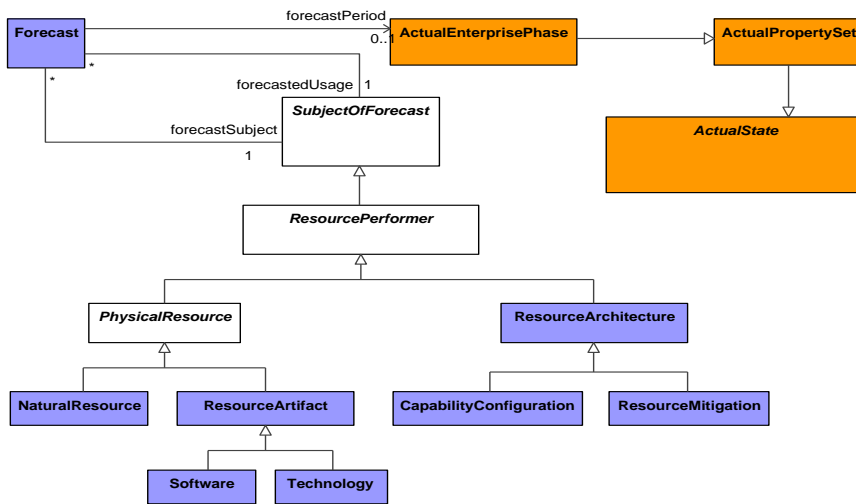 forecastPeriod
Forecast
ActualEnterprisePhase
ActualPropertySet
0..1
*
*
forecastedUsage
1
SubjectOfForecast
ActualState
forecastSubject
1
ResourcePerformer
PhysicalResource
ResourceArchitecture
NaturalResource
ResourceArtifact
CapabilityConfiguration
ResourceMitigation
Software
Technology